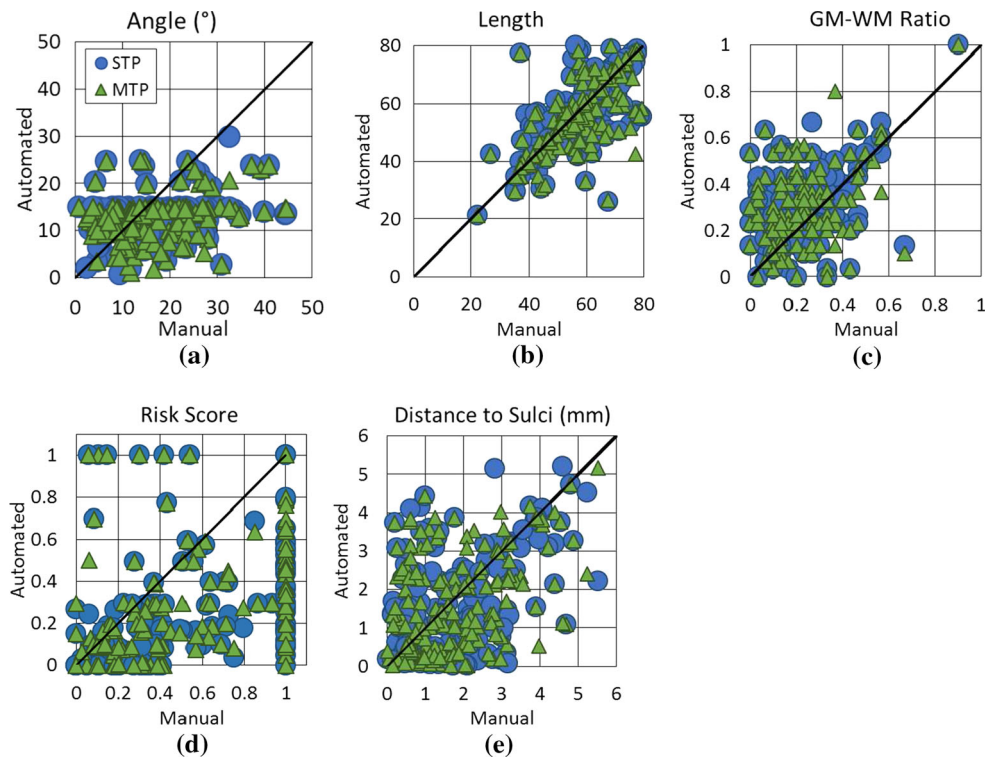 Angle (°)
50
40
30
20
10
0
Automated
STP
MTP
0 10 20 30 40 50
Manual
(a)
Length
80
60
40
20
0
Automated
0 20 40 60 80
Manual
(b)
GM-WM Ratio
1
0.8
0.6
0.4
0.2
0
Automated
0 0.2 0.4 0.6 0.8 1
Manual
(c)
Risk Score
1
0.8
0.6
0.4
0.2
0
Automated
0 0.2 0.4 0.6 0.8 1
Manual
(d)
Distance to Sulci (mm)
6
5
4
3
2
1
0
Automated
0 1 2 3 4 5 6
Manual
(e)